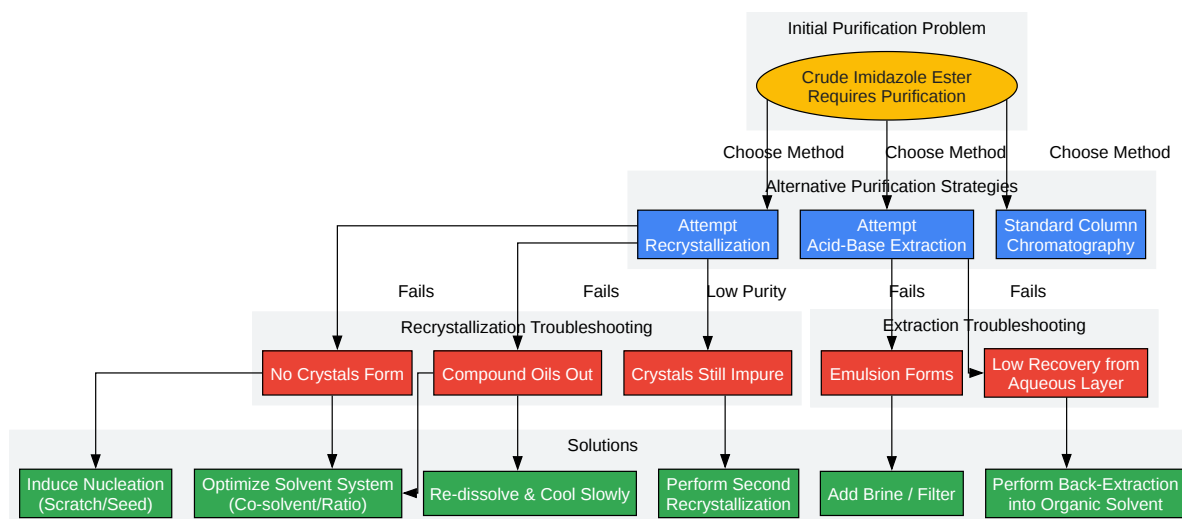 Initial Purification Problem
Crude Imidazole Ester
Requires Purification
Choose Method
Choose Method
Choose Method
Alternative Purification Strategies
Attempt
Recrystallization
Attempt
Acid-Base Extraction
Standard Column
Chromatography
Fails
Fails
Low Purity
Fails
Fails
Recrystallization Troubleshooting
Extraction Troubleshooting
No Crystals Form
Compound Oils Out
Crystals Still Impure
Emulsion Forms
Low Recovery from
Aqueous Layer
Solutions
Induce Nucleation
(Scratch/Seed)
Optimize Solvent System
(Co-solvent/Ratio)
Re-dissolve & Cool Slowly
Perform Second
Recrystallization
Add Brine / Filter
Perform Back-Extraction
into Organic Solvent